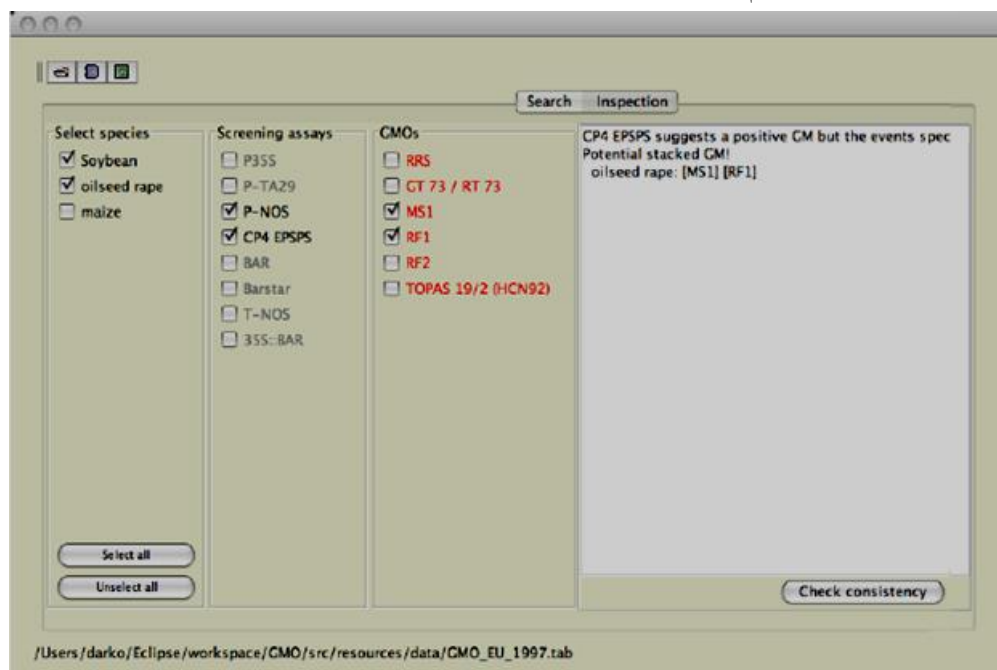 Search Inspection
Select species
Soybean
oilseed rape
maize
Select all
Unselect all
Screening assays
P35S
P-TA29
P-NOS
CP4 EPSPS
BAR
Barstar
T-NOS
35S::BAR
GMOs
RRS
GT 73 / RT 73
MS1
RF1
RF2
TOPAS 19/2 (HCN92)
CP4 EPSPS suggests a positive GM but the events spec
Potential stacked GM!
oilseed rape: [MS1] [RF1]
Check consistency
/Users/darko/Eclipse/workspace/GMO/src/resources/data/GMO_EU_1997.tab